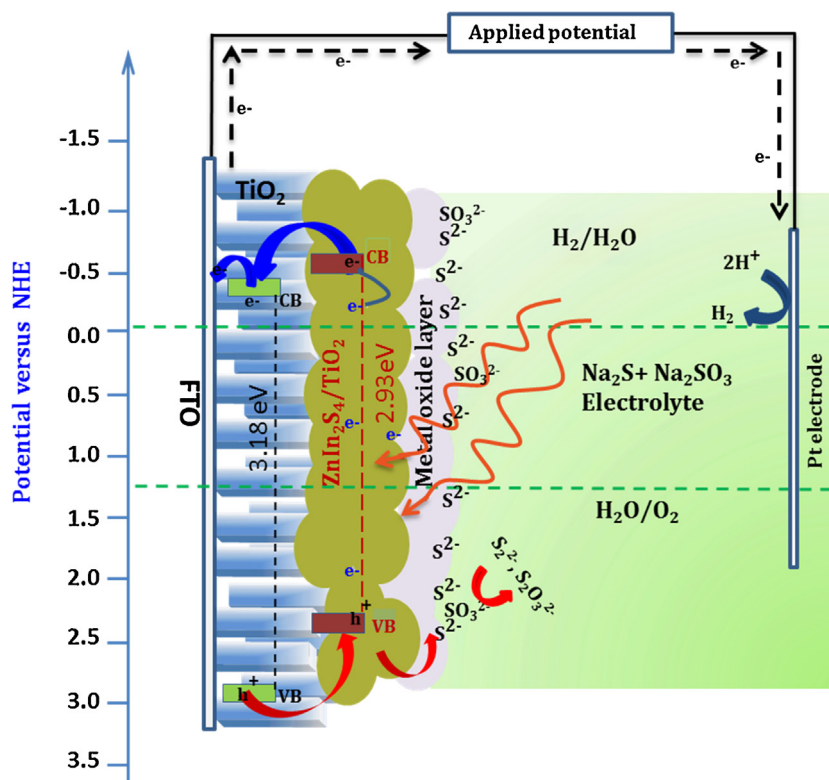 Applied potential
e-
e-
e-
e-
-1.5
-1.0
-0.5
0.0
0.5
1.0
1.5
2.0
2.5
3.0
3.5
Potential versus NHE
FTO
TiO₂
CB
e-
e-
e-
CB
e-
3.18 eV
ZnIn₂S₄/TiO₂
2.93eV
e-
e-
e-
h⁺
VB
h⁺
VB
Metal oxide layer
SO₃²⁻
S²⁻
S²⁻
S²⁻
S²⁻
SO₃²⁻
S²⁻
S²⁻
S²⁻
S²⁻
SO₃²⁻
S²⁻
S₂²⁻, S₂O₃²⁻
H₂/H₂O
Na₂S+ Na₂SO₃
Electrolyte
H₂O/O₂
2H⁺
H₂
Pt electrode